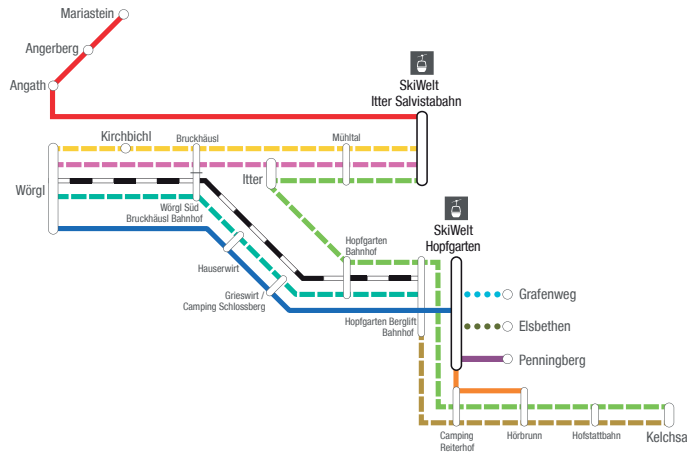 Mariastein
Angerberg
Angath
SkiWelt
Itter Salvistabahn
Kirchbichl
Bruckhäusl
Mühltal
Wörgl
Itter
Wörgl Süd
Bruckhäusl Bahnhof
SkiWelt
Hopfgarten
Hopfgarten
Bahnhof
Hauserwirt
Grafenweg
Grieswirt /
Camping Schlossberg
Hopfgarten Berglift
Bahnhof
Elsbethen
Penningberg
Camping
Reiterhof
Hörbrunn
Hofstattbahn
Kelchsa